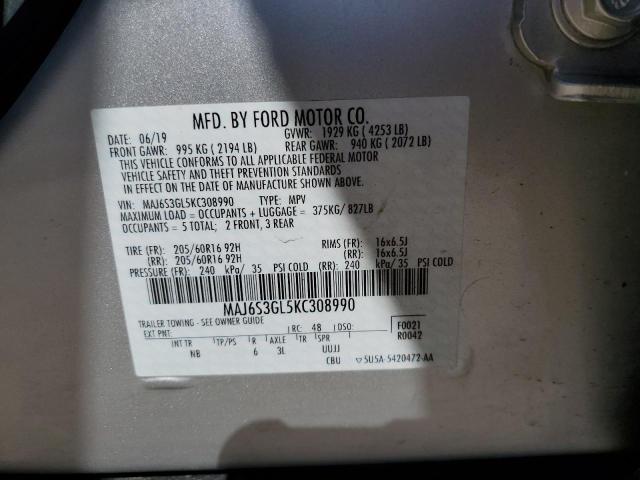 MFD. BY FORD MOTOR CO.
DATE: 06/19 GVWR: 1929 KG ( 4253 LB)
FRONT GAWR: 995 KG ( 2194 LB) REAR GAWR: 940 KG ( 2072 LB)
THIS VEHICLE CONFORMS TO ALL APPLICABLE FEDERAL MOTOR
VEHICLE SAFETY AND THEFT PREVENTION STANDARDS
IN EFFECT ON THE DATE OF MANUFACTURE SHOWN ABOVE.
VIN: MAJ6S3GL5KC308990 TYPE: MPV
MAXIMUM LOAD = OCCUPANTS + LUGGAGE = 375KG/ 827LB
OCCUPANTS = 5 TOTAL; 2 FRONT, 3 REAR
TIRE (FR): 205/60R16 92H RIMS (FR): 16x6.5J
(RR): 205/60R16 92H (RR): 16x6.5J
PRESSURE (FR): 240 kPa/ 35 PSI COLD (RR): 240 kPa/ 35 PSI COLD
MAJ6S3GL5KC308990
TRAILER TOWING - SEE OWNER GUIDE
EXT PNT: RC: 48 DSO: F0021
R0042
INT TR TP/PS R AXLE TR SPR
NB 6 3L UUJJ
CBU 5U5A-5420472-AA